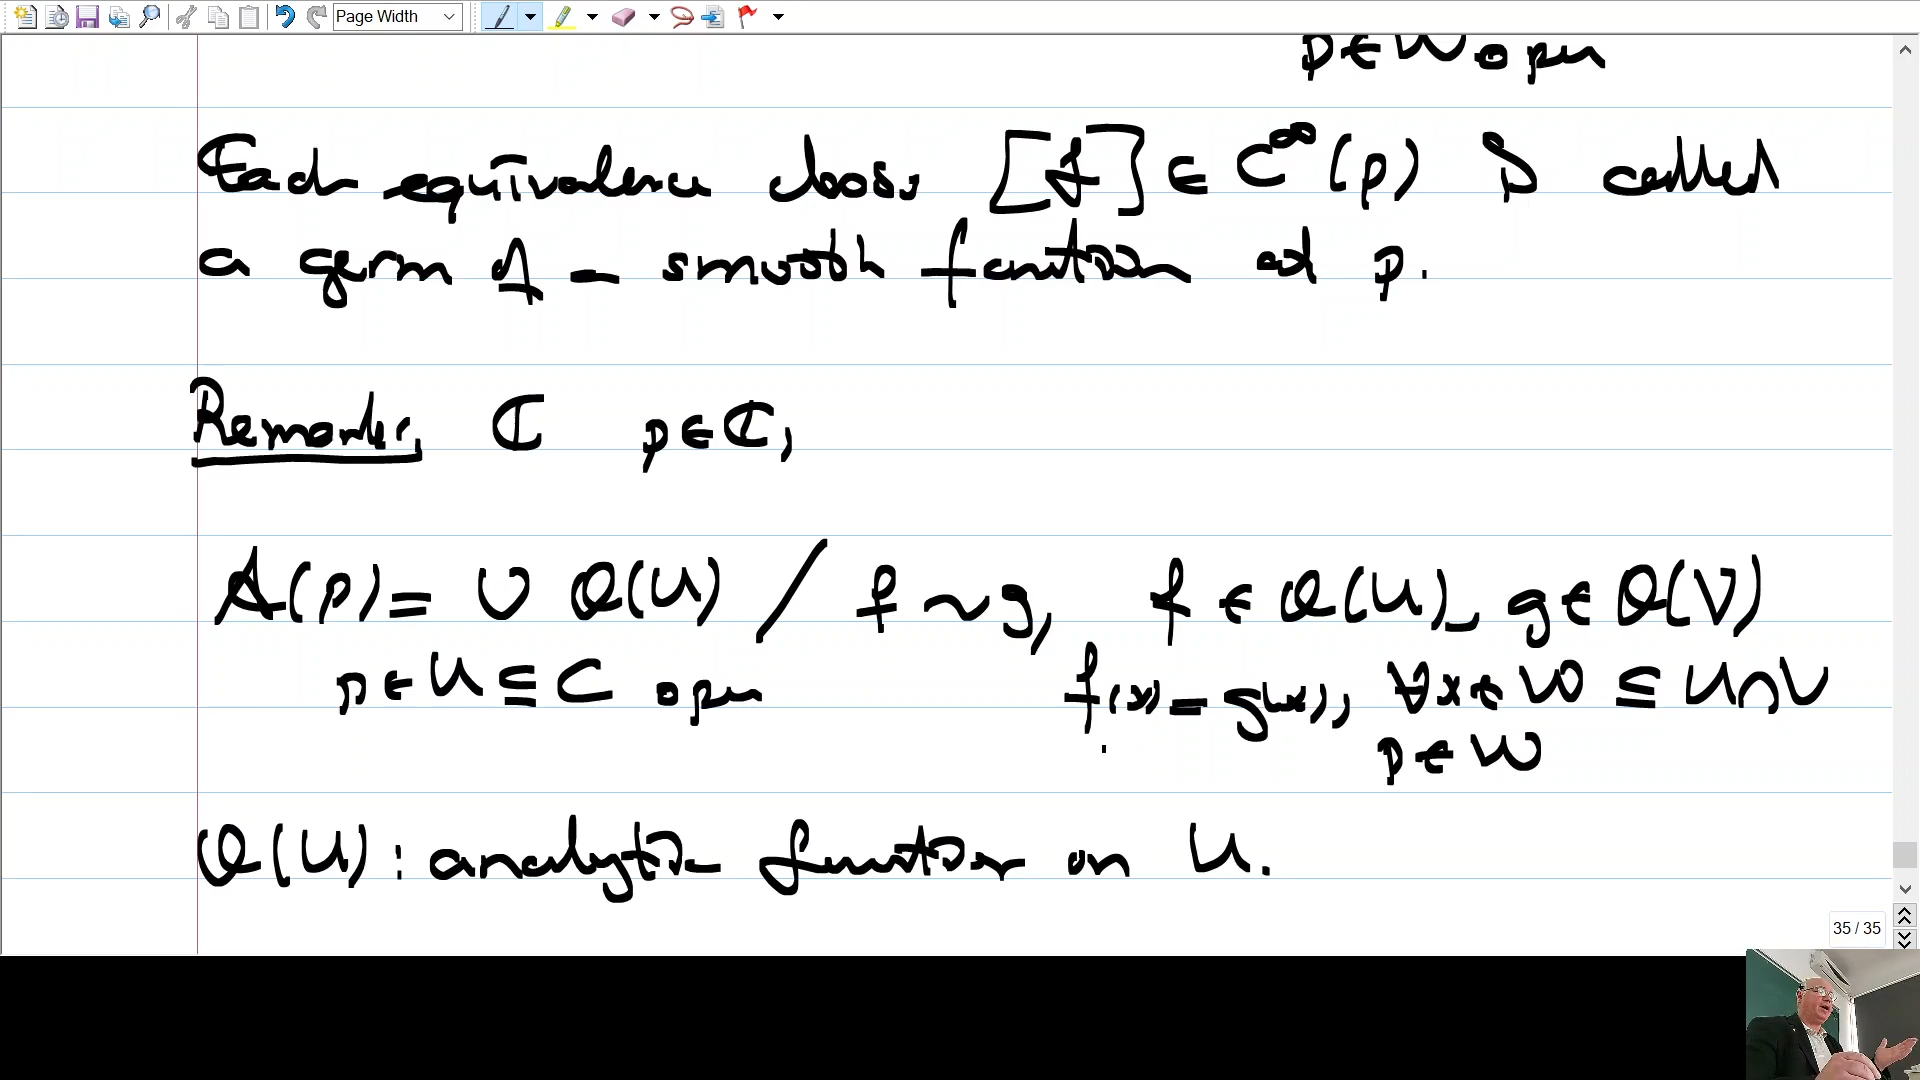 Page Width
p ∈ W open
Each equivalence class [f] ∈ C^∞(p) is called
a germ of a smooth function at p.
Remark, ℂ p ∈ ℂ,
A(p) = ∪ O(U) / f ~ g, f ∈ O(U), g ∈ O(V)
p ∈ U ⊆ C open f(x) = g(x), ∀x ∈ W ⊆ U ∩ V
p ∈ W
O(U): analytic function on U.
35 / 35